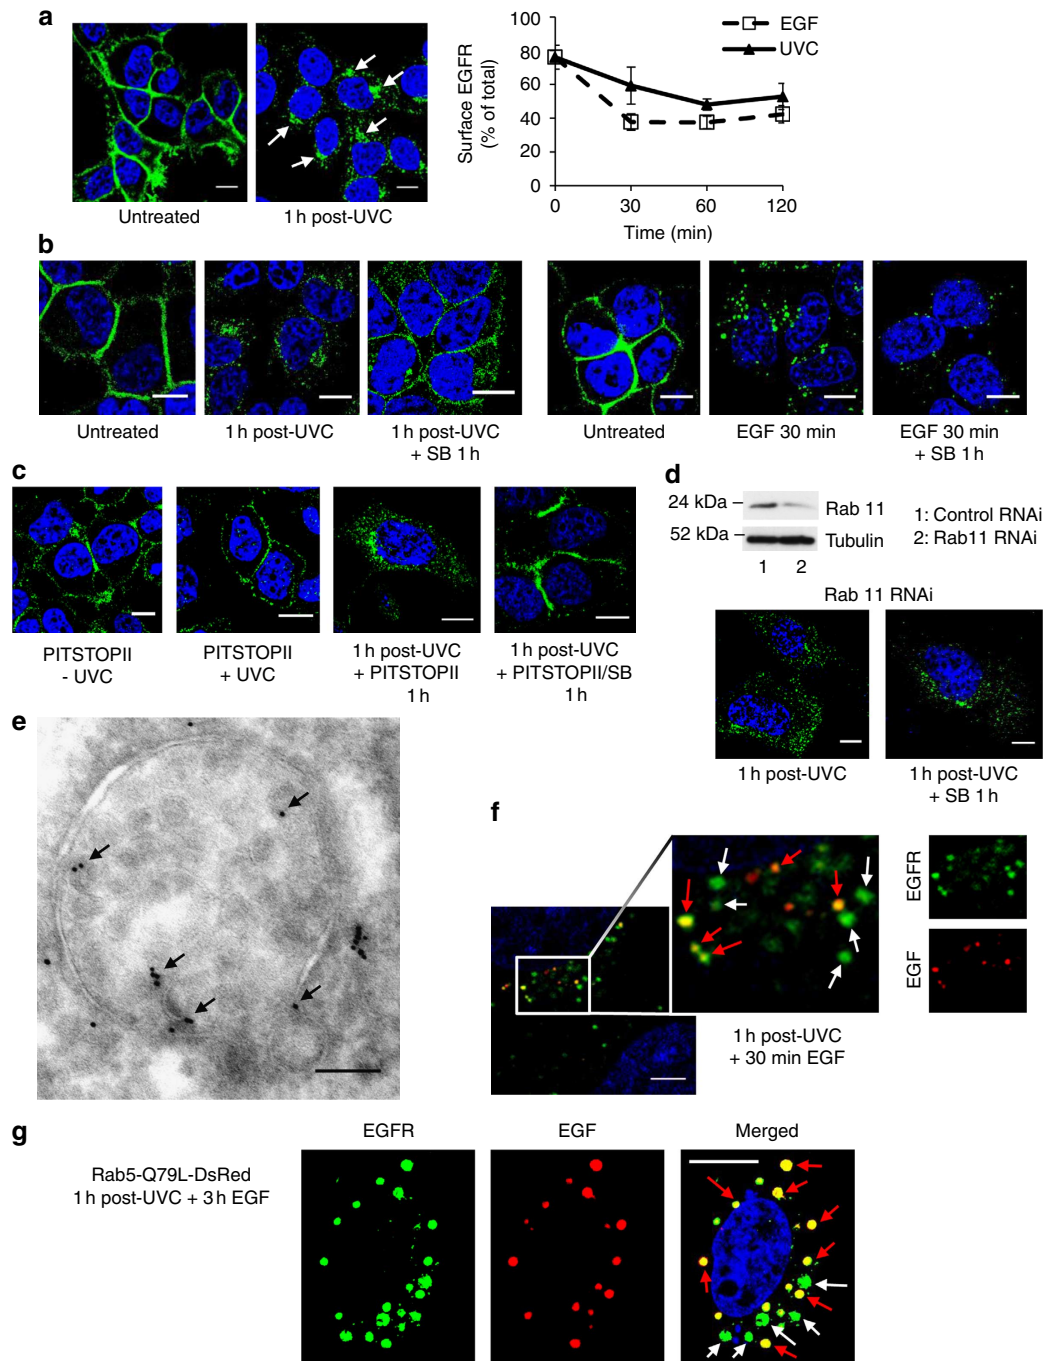 a
Untreated
1 h post-UVC
100
80
60
40
20
0
Surface EGFR
(% of total)
0 30 60 120
Time (min)
EGF
UVC
b
Untreated
1 h post-UVC
1 h post-UVC
+ SB 1 h
Untreated
EGF 30 min
EGF 30 min
+ SB 1 h
c
PITSTOPII
- UVC
PITSTOPII
+ UVC
1 h post-UVC
+ PITSTOPII
1 h
1 h post-UVC
+ PITSTOPII/SB
1 h
d
24 kDa
Rab 11
52 kDa
Tubulin
1 2
1: Control RNAi
2: Rab11 RNAi
Rab 11 RNAi
1 h post-UVC
1 h post-UVC
+ SB 1 h
e
f
1 h post-UVC
+ 30 min EGF
EGFR
EGF
g
Rab5-Q79L-DsRed
1 h post-UVC + 3 h EGF
EGFR
EGF
Merged